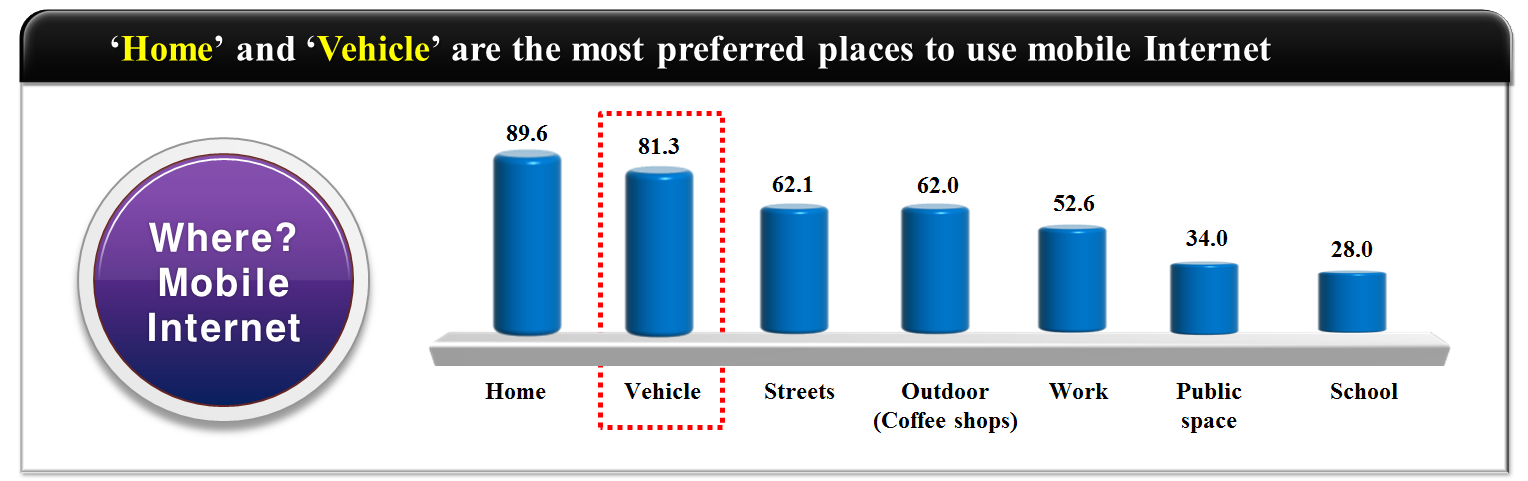 ‘Home’ and ‘Vehicle’ are the most preferred places to use mobile Internet
Where?
Mobile
Internet
89.6
81.3
62.1
62.0
52.6
34.0
28.0
Home
Vehicle
Streets
Outdoor
(Coffee shops)
Work
Public
space
School